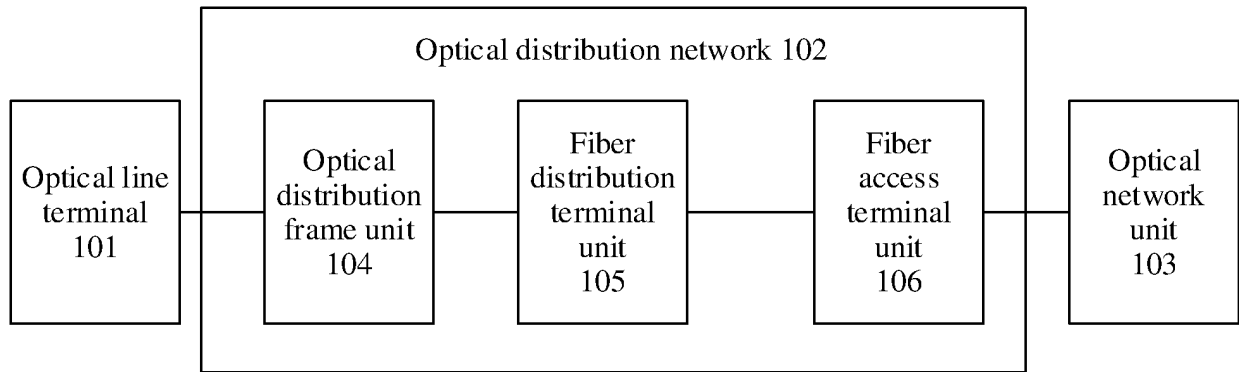 Optical distribution network 102
Optical line
terminal
101
Optical
distribution
frame unit
104
Fiber
distribution
terminal
unit
105
Fiber
access
terminal
unit
106
Optical
network
unit
103